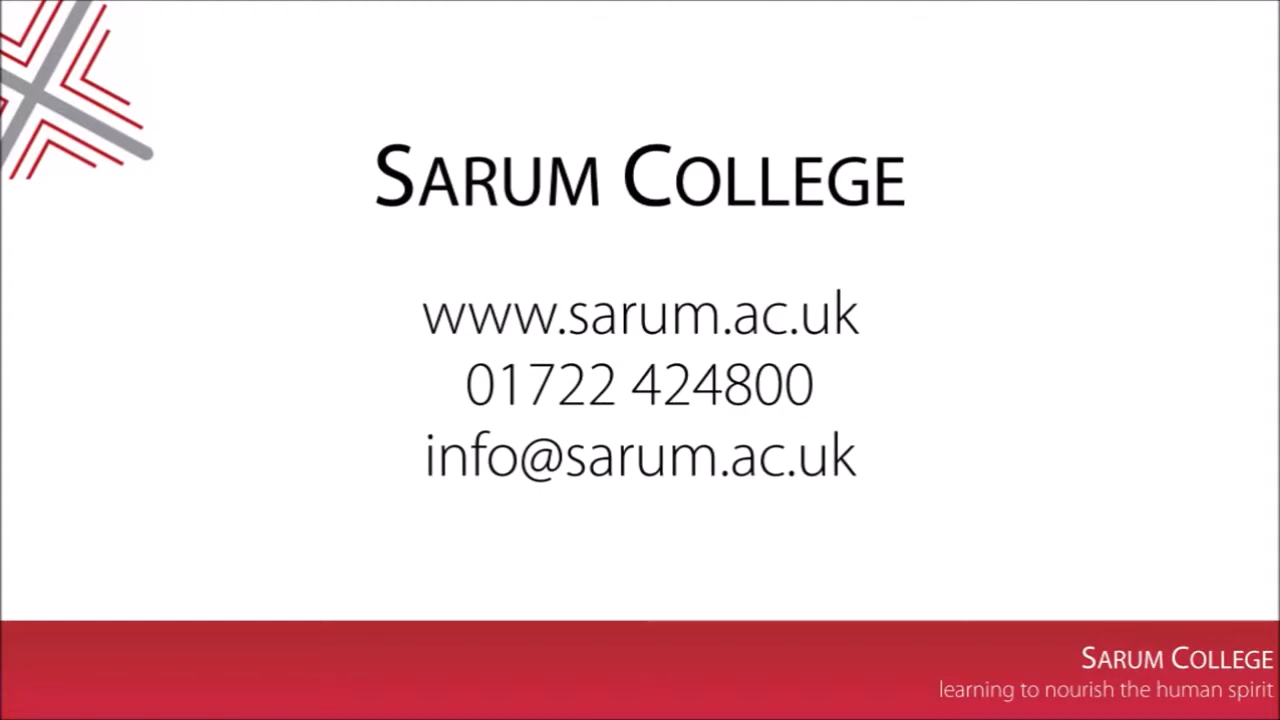 Sarum College
www.sarum.ac.uk
01722 424800
info@sarum.ac.uk
Sarum College
learning to nourish the human spirit